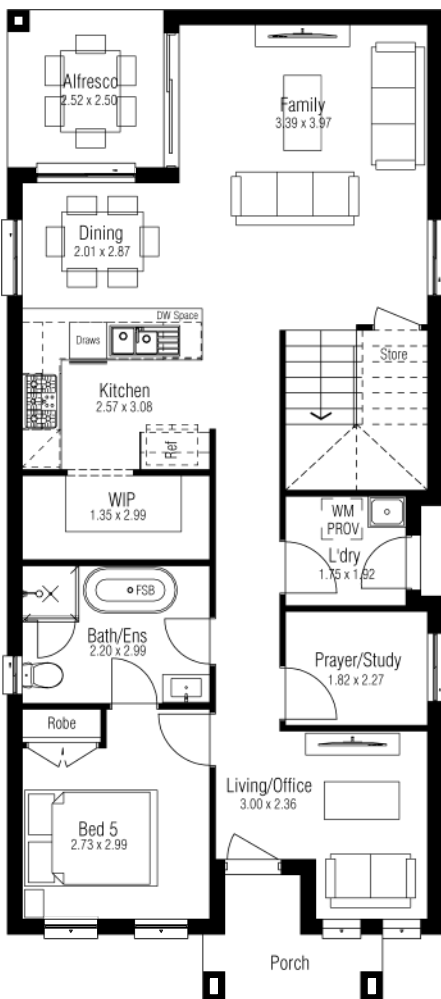 Alfresco
2.52 x 2.50
Family
3.39 x 3.97
Dining
2.01 x 2.87
DW Space
Draws
Store
Kitchen
2.57 x 3.08
Ref
WIP
1.35 x 2.99
WM
PROV
L'dry
1.75 x 1.92
FSB
Bath/Ens
2.20 x 2.99
Prayer/Study
1.82 x 2.27
Robe
Living/Office
3.00 x 2.36
Bed 5
2.73 x 2.99
Porch